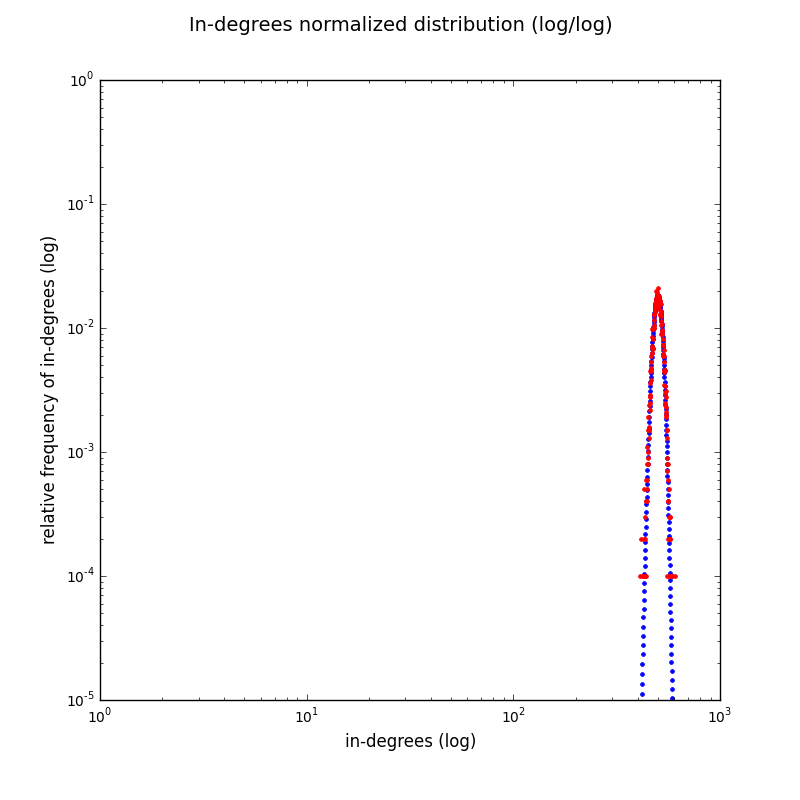 In-degrees normalized distribution (log/log)
10^0
10^-1
10^-2
10^-3
10^-4
10^-5
relative frequency of in-degrees (log)
10^0 10^1 10^2 10^3
in-degrees (log)